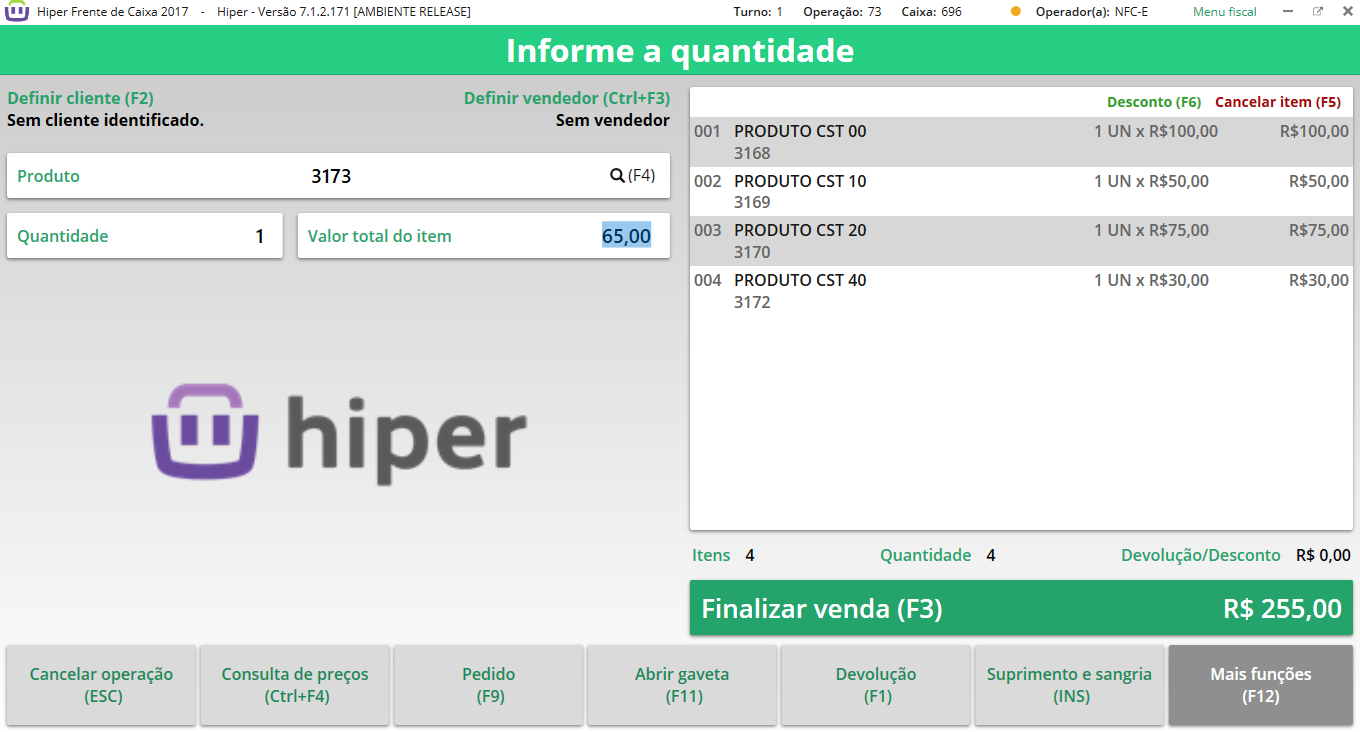 Hiper Frente de Caixa 2017 - Hiper - Versão 7.1.2.171 [AMBIENTE RELEASE] Turno: 1 Operação: 73 Caixa: 696 Operador(a): NFC-E Menu fiscal
Informe a quantidade
Definir cliente (F2) Definir vendedor (Ctrl+F3)
Sem cliente identificado. Sem vendedor
Produto 3173 (F4)
Quantidade 1 Valor total do item 65,00
hiper
Desconto (F6) Cancelar item (F5)
001 PRODUTO CST 00 1 UN x R$100,00 R$100,00
3168
002 PRODUTO CST 10 1 UN x R$50,00 R$50,00
3169
003 PRODUTO CST 20 1 UN x R$75,00 R$75,00
3170
004 PRODUTO CST 40 1 UN x R$30,00 R$30,00
3172
Itens 4 Quantidade 4 Devolução/Desconto R$ 0,00
Finalizar venda (F3) R$ 255,00
Cancelar operação
(ESC)
Consulta de preços
(Ctrl+F4)
Pedido
(F9)
Abrir gaveta
(F11)
Devolução
(F1)
Suprimento e sangria
(INS)
Mais funções
(F12)